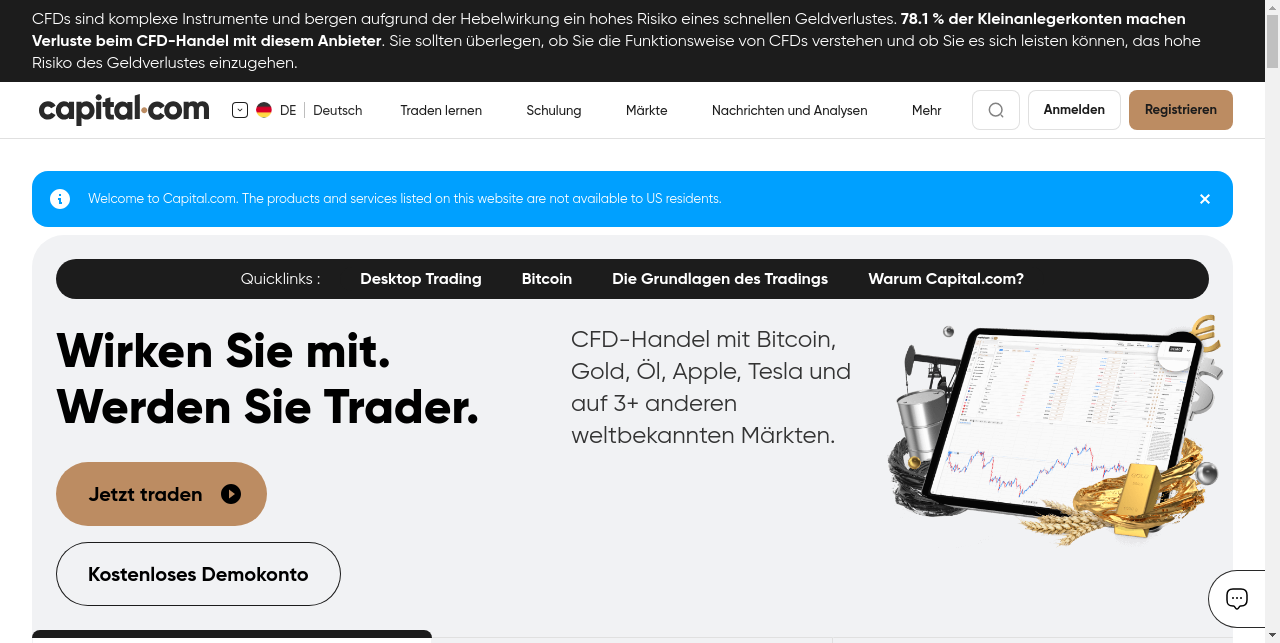 CFDs sind komplexe Instrumente und bergen aufgrund der Hebelwirkung ein hohes Risiko eines schnellen Geldverlustes. 78.1 % der Kleinanlegerkonten machen
Verluste beim CFD-Handel mit diesem Anbieter. Sie sollten überlegen, ob Sie die Funktionsweise von CFDs verstehen und ob Sie es sich leisten können, das hohe
Risiko des Geldverlustes einzugehen.
capital.com DE Deutsch Traden lernen Schulung Märkte Nachrichten und Analysen Mehr Anmelden Registrieren
Welcome to Capital.com. The products and services listed on this website are not available to US residents.
Quicklinks : Desktop Trading Bitcoin Die Grundlagen des Tradings Warum Capital.com?
Wirken Sie mit.
Werden Sie Trader.
CFD-Handel mit Bitcoin,
Gold, Öl, Apple, Tesla und
auf 3+ anderen
weltbekannten Märkten.
Jetzt traden
Kostenloses Demokonto